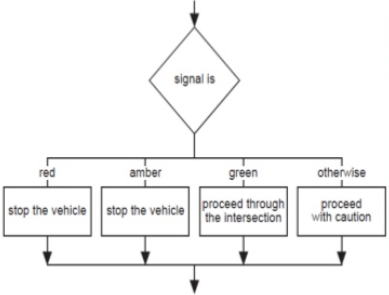 signal is
red
amber
green
otherwise
stop the vehicle
stop the vehicle
proceed through
the intersection
proceed
with caution